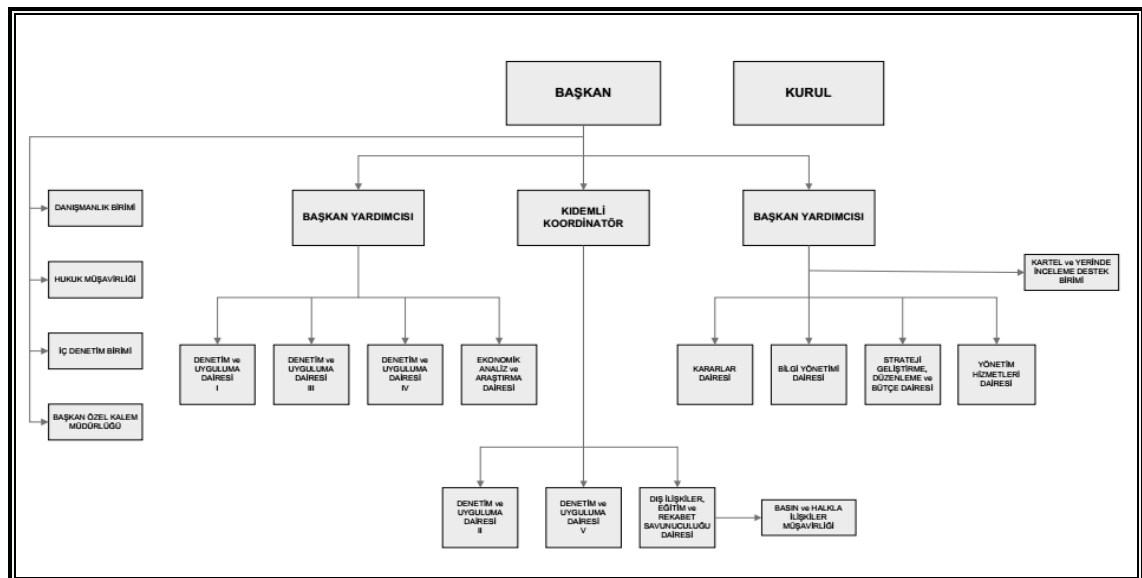 BAŞKAN
KURUL
DANIŞMANLIK BİRİMİ
HUKUK MÜŞAVİRLİĞİ
İÇ DENETİM BİRİMİ
BAŞKAN ÖZEL KALEM
MÜDÜRLÜĞÜ
BAŞKAN YARDIMCISI
KIDEMLİ
KOORDİNATÖR
BAŞKAN YARDIMCISI
KARTEL ve YERİNDE
İNCELEME DESTEK
BİRİMİ
DENETİM ve
UYGULUMA
DAİRESİ
I
DENETİM ve
UYGULUMA
DAİRESİ
III
DENETİM ve
UYGULUMA
DAİRESİ
IV
EKONOMİK
ANALİZ ve
ARAŞTIRMA
DAİRESİ
KARARLAR
DAİRESİ
BİLGİ YÖNETİMİ
DAİRESİ
STRATEJİ
GELİŞTİRME,
DÜZENLEME ve
BÜTÇE DAİRESİ
YÖNETİM
HİZMETLERİ
DAİRESİ
DENETİM ve
UYGULUMA
DAİRESİ
II
DENETİM ve
UYGULUMA
DAİRESİ
V
DIŞ İLİŞKİLER,
EĞİTİM ve
REKABET
SAVUNUCULUĞU
DAİRESİ
BASIN ve HALKLA
İLİŞKİLER
MÜŞAVİRLİĞİ